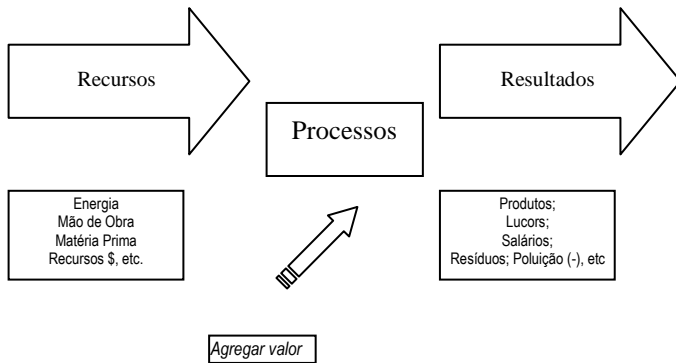 Recursos
Processos
Resultados
Energia
Mão de Obra
Matéria Prima
Recursos $, etc.
Produtos;
Lucors;
Salários;
Resíduos; Poluição (-), etc
Agregar valor